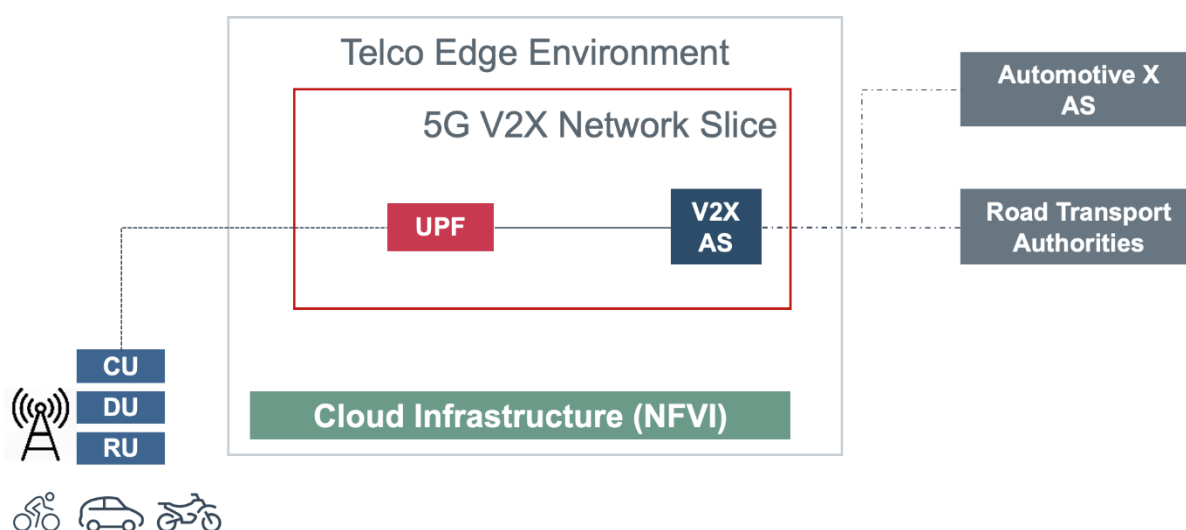 Telco Edge Environment
5G V2X Network Slice
UPF
V2X
AS
Automotive X
AS
Road Transport
Authorities
CU
DU
RU
Cloud Infrastructure (NFVI)